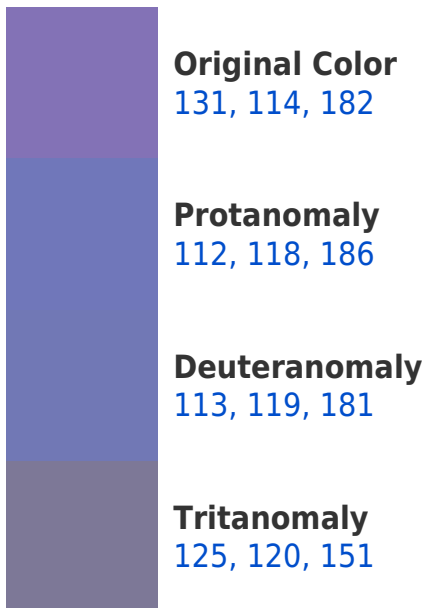 Original Color
131, 114, 182
Protanomaly
112, 118, 186
Deuteranomaly
113, 119, 181
Tritanomaly
125, 120, 151